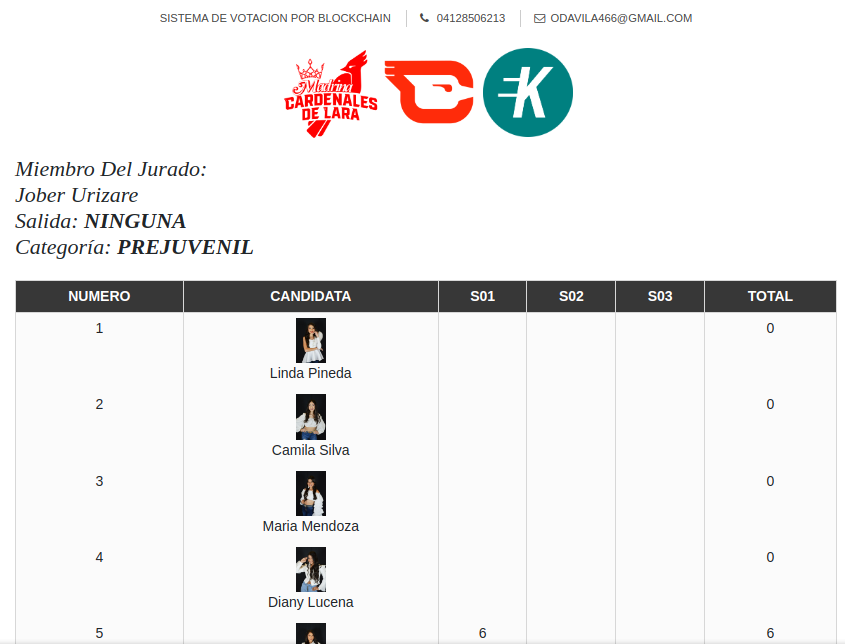 SISTEMA DE VOTACION POR BLOCKCHAIN 04128506213 ODAVILA466@GMAIL.COM
Madrina
CARDENALES
DE LARA
K
Miembro Del Jurado:
Jober Urizare
Salida: NINGUNA
Categoría: PREJUVENIL
NUMERO CANDIDATA S01 S02 S03 TOTAL
1 0
Linda Pineda
2 0
Camila Silva
3 0
Maria Mendoza
4 0
Diany Lucena
5 6 6